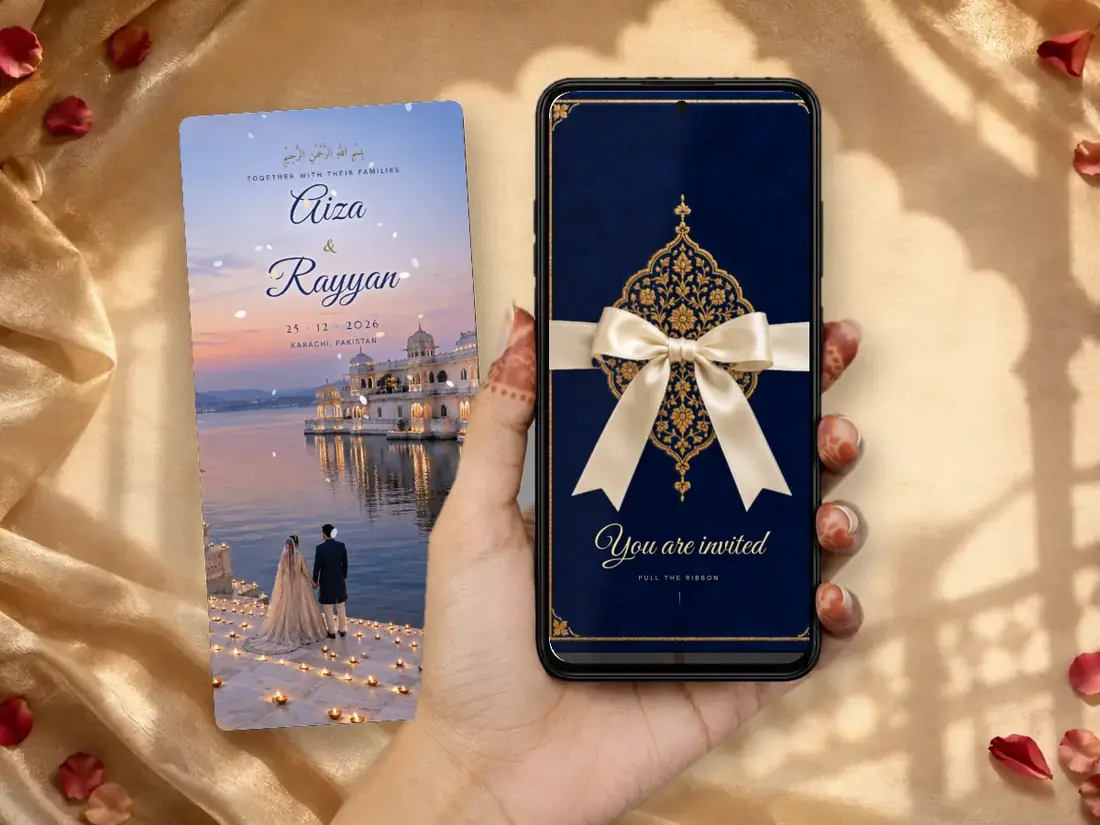 بِسْمِ اللهِ الرَّحْمٰنِ الرَّحِيْمِ
TOGETHER WITH THEIR FAMILIES
Aiza
&
Rayyan
25 · 12 · 2026
KARACHI, PAKISTAN
You are invited
PULL THE RIBBON